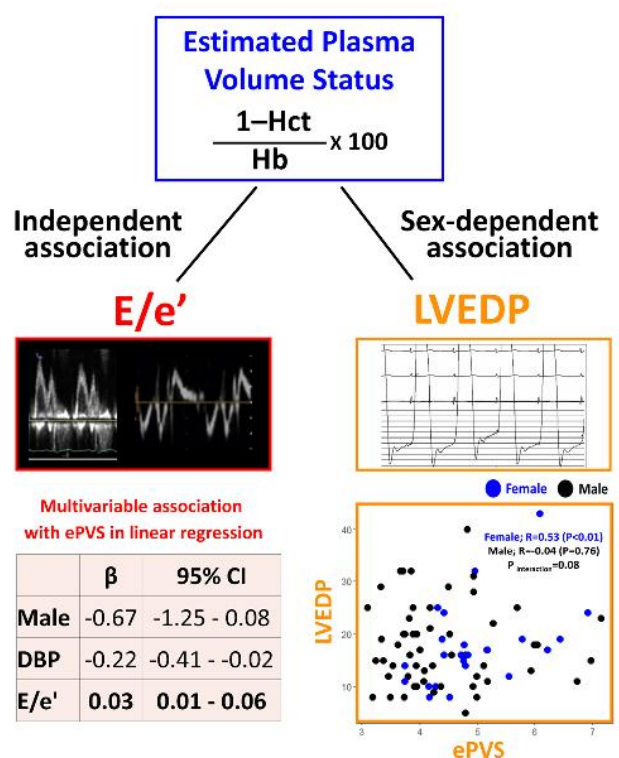 Estimated Plasma
Volume Status
1–Hct
Hb
x 100
Independent
association
Sex-dependent
association
E/e’
LVEDP
Multivariable association
with ePVS in linear regression
β 95% CI
Male -0.67 -1.25 - 0.08
DBP -0.22 -0.41 - -0.02
E/e' 0.03 0.01 - 0.06
Female Male
Female; R=0.53 (P<0.01)
Male; R=-0.04 (P=0.76)
P interaction=0.08
LVEDP
40
30
20
10
3 4 5 6 7
ePVS